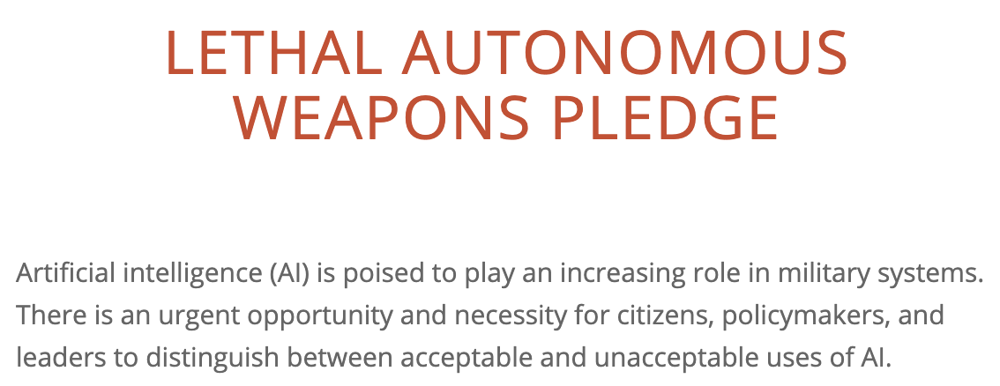 LETHAL AUTONOMOUS
WEAPONS PLEDGE
Artificial intelligence (AI) is poised to play an increasing role in military systems.
There is an urgent opportunity and necessity for citizens, policymakers, and
leaders to distinguish between acceptable and unacceptable uses of AI.